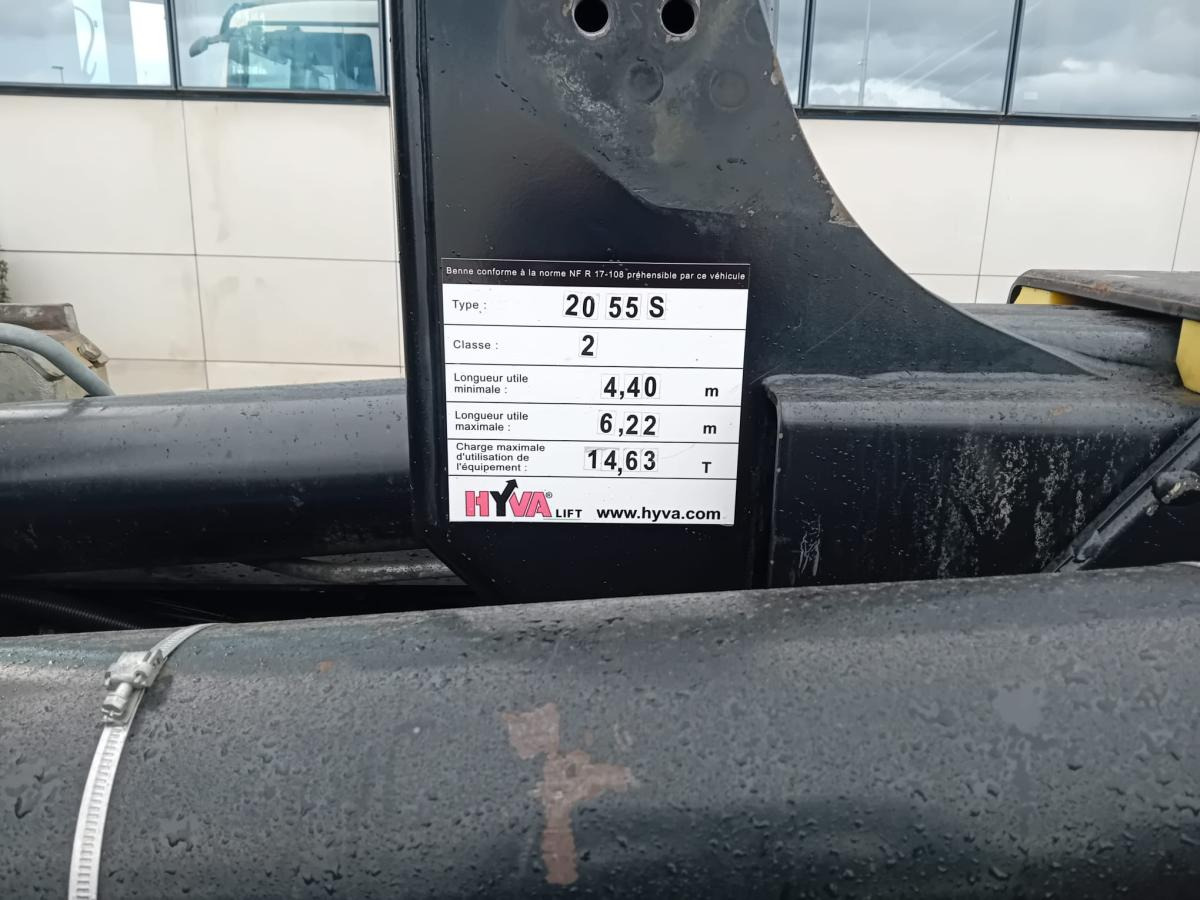 Benne conforme à la norme NF R 17-108 préhensible par ce véhicule
Type : 20 55 S
Classe : 2
Longueur utile
minimale : 4,40 m
Longueur utile
maximale : 6,22 m
Charge maximale
d'utilisation de
l'équipement : 14,63 T
HYVA® LIFT www.hyva.com